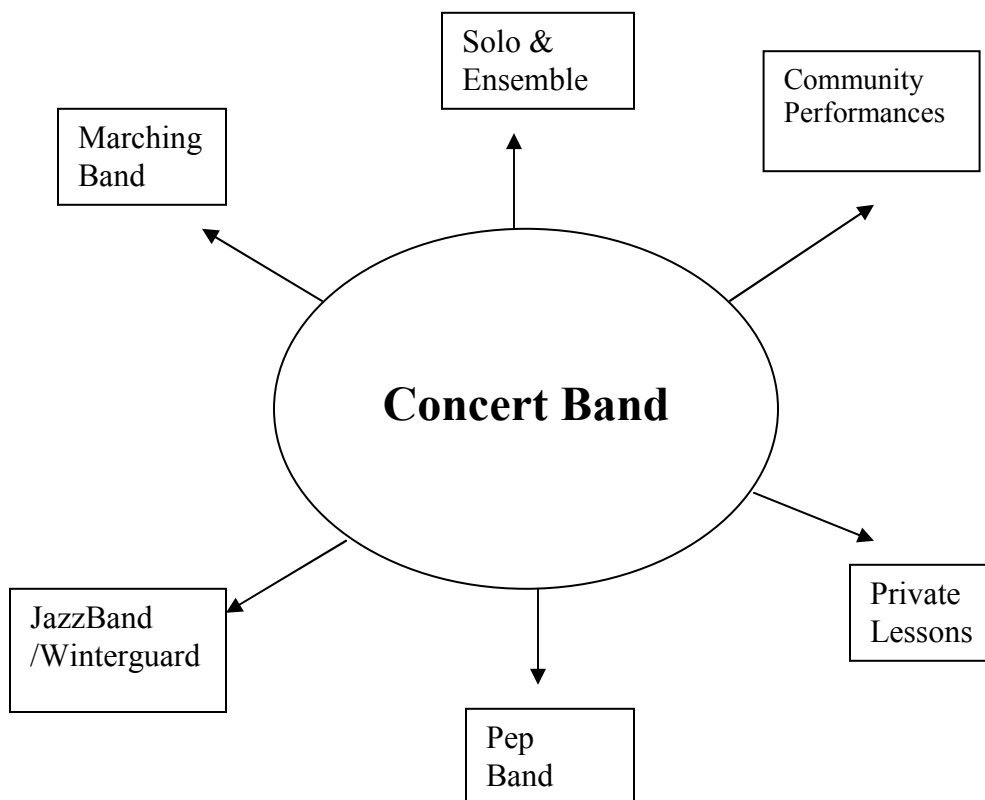 Solo &
Ensemble
Community
Performances
Marching
Band
Concert Band
JazzBand
/Winterguard
Private
Lessons
Pep
Band